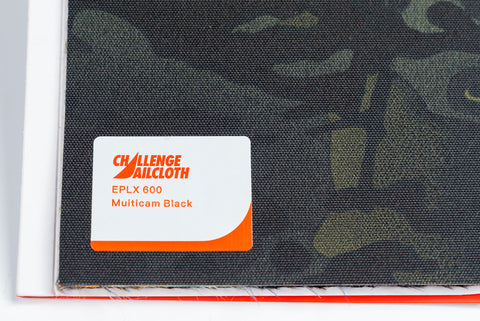 CHALLENGE
SAILCLOTH
EPLX 600
Multicam Black